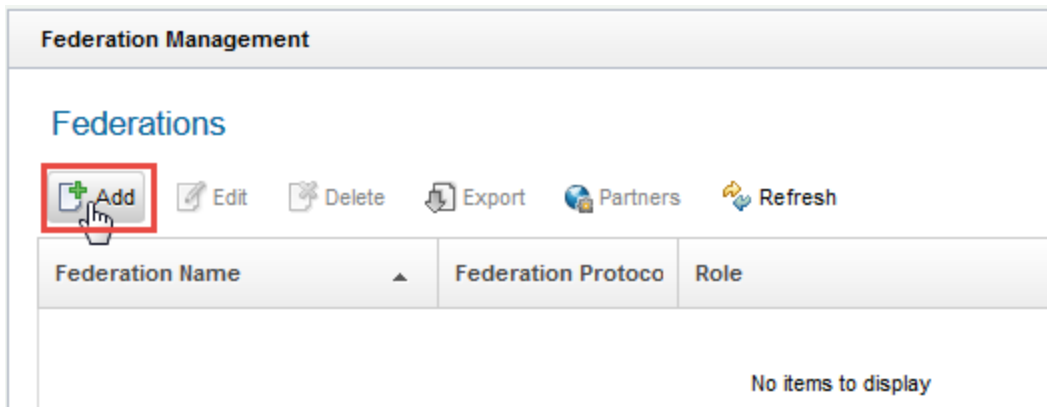 Federation Management
Federations
Add Edit Delete Export Partners Refresh
Federation Name Federation Protoco Role
No items to display